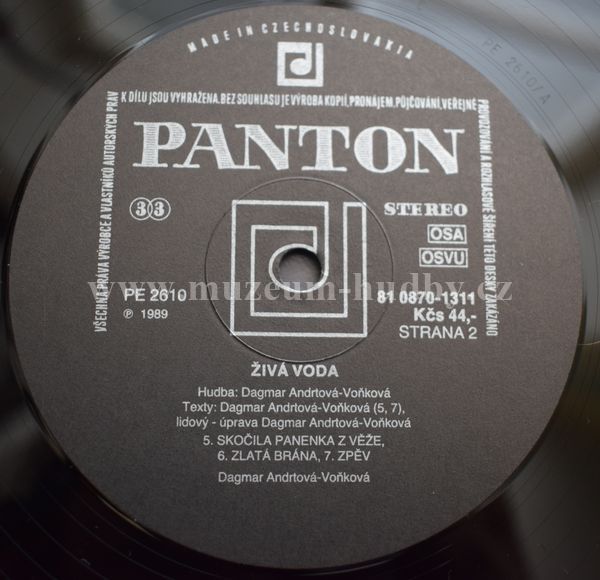 MADE IN CZECHOSLOVAKIA
VŠECHNA PRÁVA VÝROBCE A VLASTNÍKŮ AUTORSKÝCH PRÁV
K DÍLU JSOU VYHRAŽENA. BEZ SOUHLASU JE VÝROBA KOPIÍ, PRONÁJEM, PŮJČOVÁNÍ, VEŘEJNÉ
PROVOZOVÁNÍ A ROZHLASOVÉ ŠÍŘENÍ TÉTO DESKY ZAKÁZÁNO
PANTON
33
STEREO
OSA
OSVU
PE 2610
℗ 1989
81 0870-1311
Kčs 44,-
STRANA 2
www.muzeum-hudby.cz
ŽIVÁ VODA
Hudba: Dagmar Andrtová-Voňková
Texty: Dagmar Andrtová-Voňková (5, 7),
lidový - úprava Dagmar Andrtová-Voňková
5. SKOČILA PANENKA Z VĚŽE,
6. ZLATÁ BRÁNA, 7. ZPĚV
Dagmar Andrtová-Voňková
PE 2610/A